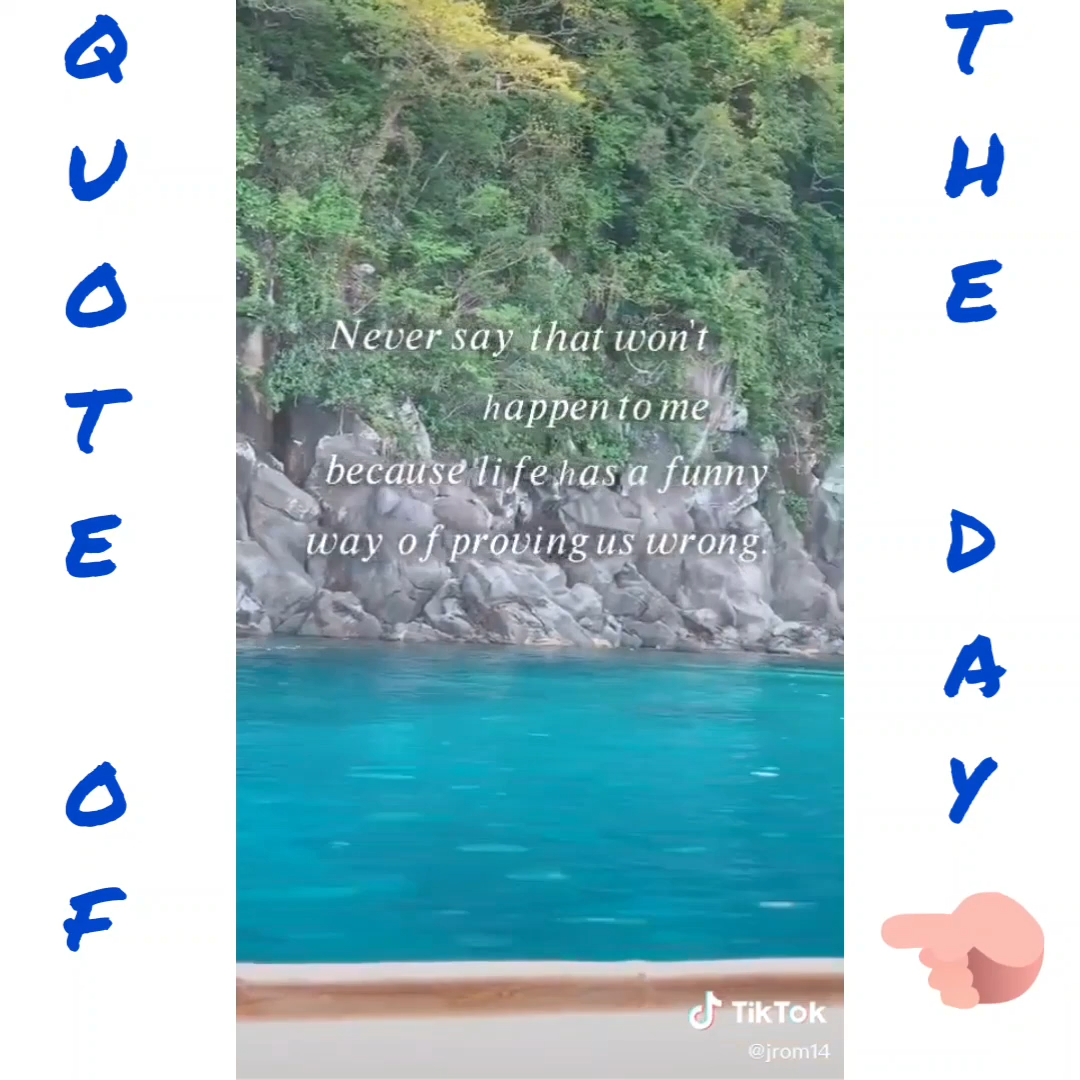 QUOTE OF
THE DAY
Never say that won't
happen to me
because life has a funny
way of proving us wrong.
TikTok
@jrom14